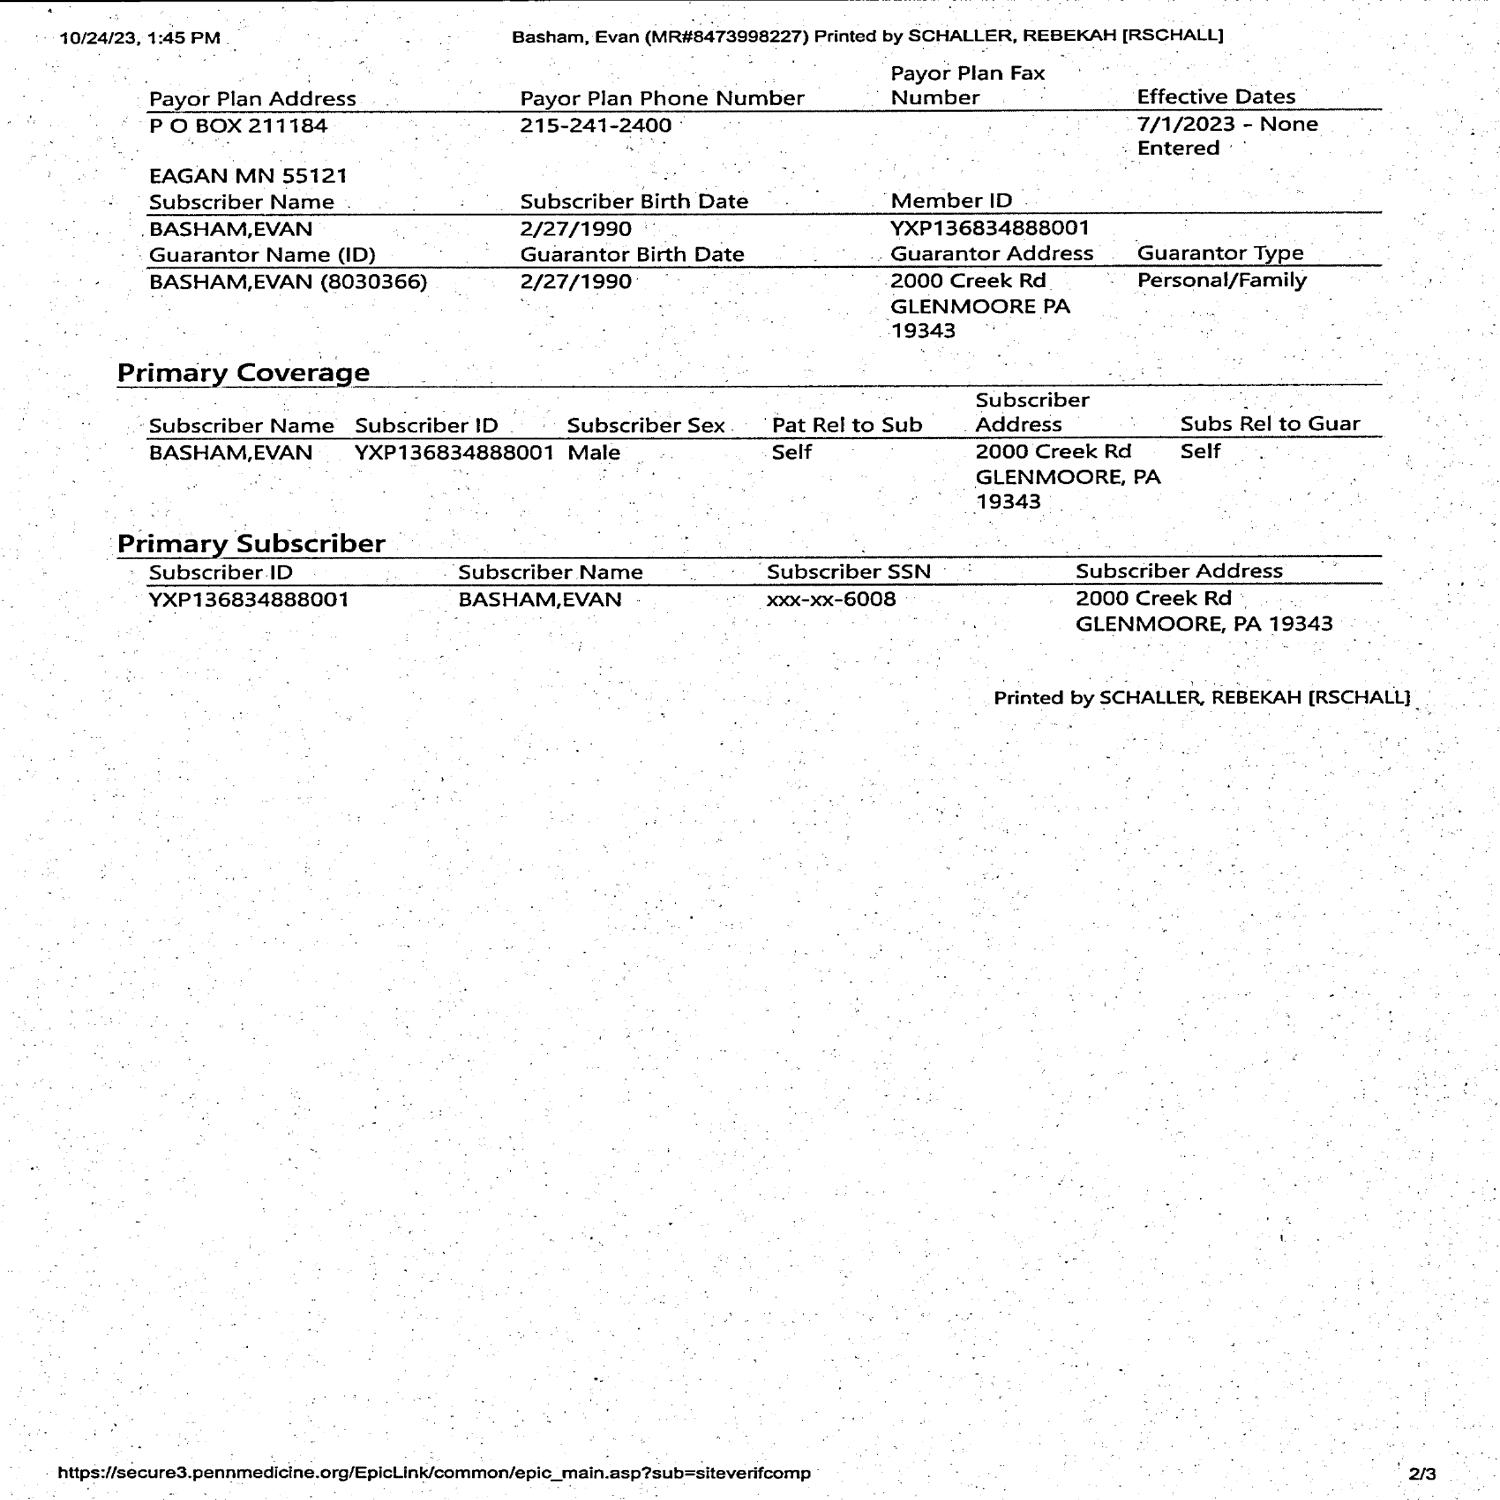 10/24/23, 1:45 PM Basham, Evan (MR#8473998227) Printed by SCHALLER, REBEKAH [RSCHALL]
Payor Plan Fax
Payor Plan Address Payor Plan Phone Number Number Effective Dates
P O BOX 211184 215-241-2400 7/1/2023 - None
Entered
EAGAN MN 55121
Subscriber Name Subscriber Birth Date Member ID
BASHAM,EVAN 2/27/1990 YXP136834888001
Guarantor Name (ID) Guarantor Birth Date Guarantor Address Guarantor Type
BASHAM,EVAN (8030366) 2/27/1990 2000 Creek Rd Personal/Family
GLENMOORE PA
19343
Primary Coverage
Subscriber
Subscriber Name Subscriber ID Subscriber Sex Pat Rel to Sub Address Subs Rel to Guar
BASHAM,EVAN YXP136834888001 Male Self 2000 Creek Rd Self
GLENMOORE, PA
19343
Primary Subscriber
Subscriber ID Subscriber Name Subscriber SSN Subscriber Address
YXP136834888001 BASHAM,EVAN xxx-xx-6008 2000 Creek Rd
GLENMOORE, PA 19343
Printed by SCHALLER, REBEKAH [RSCHALL]
https://secure3.pennmedicine.org/EpicLink/common/epic_main.asp?sub=siteverifcomp 2/3